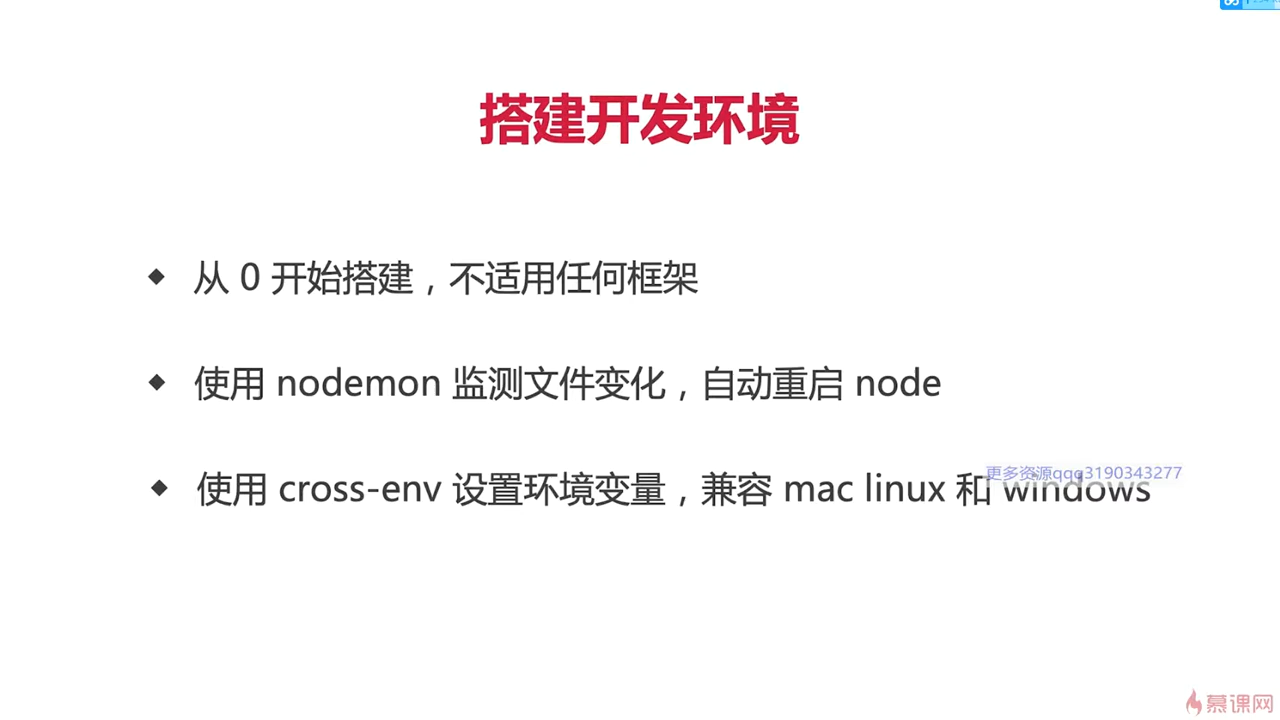 搭建开发环境
从 0 开始搭建，不适用任何框架
使用 nodemon 监测文件变化，自动重启 node
使用 cross-env 设置环境变量，兼容 mac linux 和 windows
更多资源qqq3190343277
慕课网